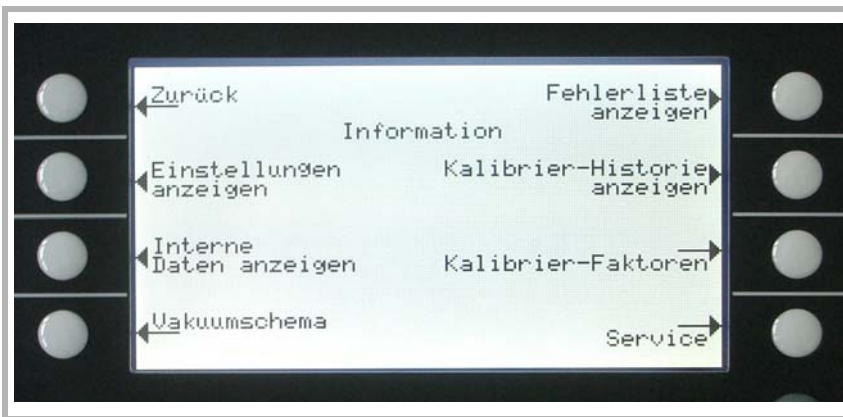 Zurück
Fehlerliste
anzeigen
Information
Einstellungen
anzeigen
Kalibrier-Historie
anzeigen
Interne
Daten anzeigen
Kalibrier-Faktoren
Vakuumschema
Service